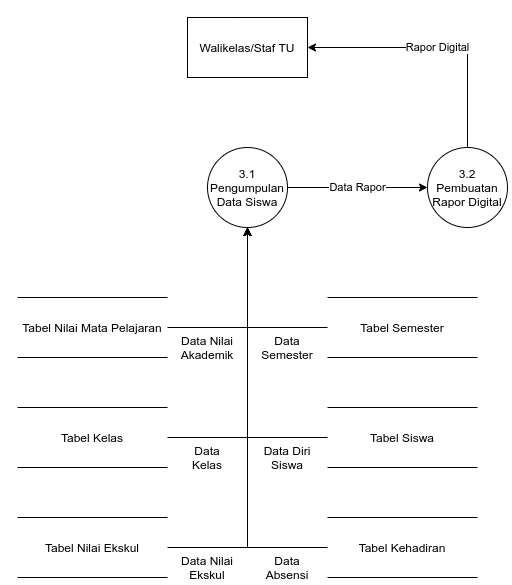 Walikelas/Staf TU
Rapor Digital
3.1
Pengumpulan
Data Siswa
Data Rapor
3.2
Pembuatan
Rapor Digital
Tabel Nilai Mata Pelajaran
Data Nilai
Akademik
Data
Semester
Tabel Semester
Tabel Kelas
Data
Kelas
Data Diri
Siswa
Tabel Siswa
Tabel Nilai Ekskul
Data Nilai
Ekskul
Data
Absensi
Tabel Kehadiran